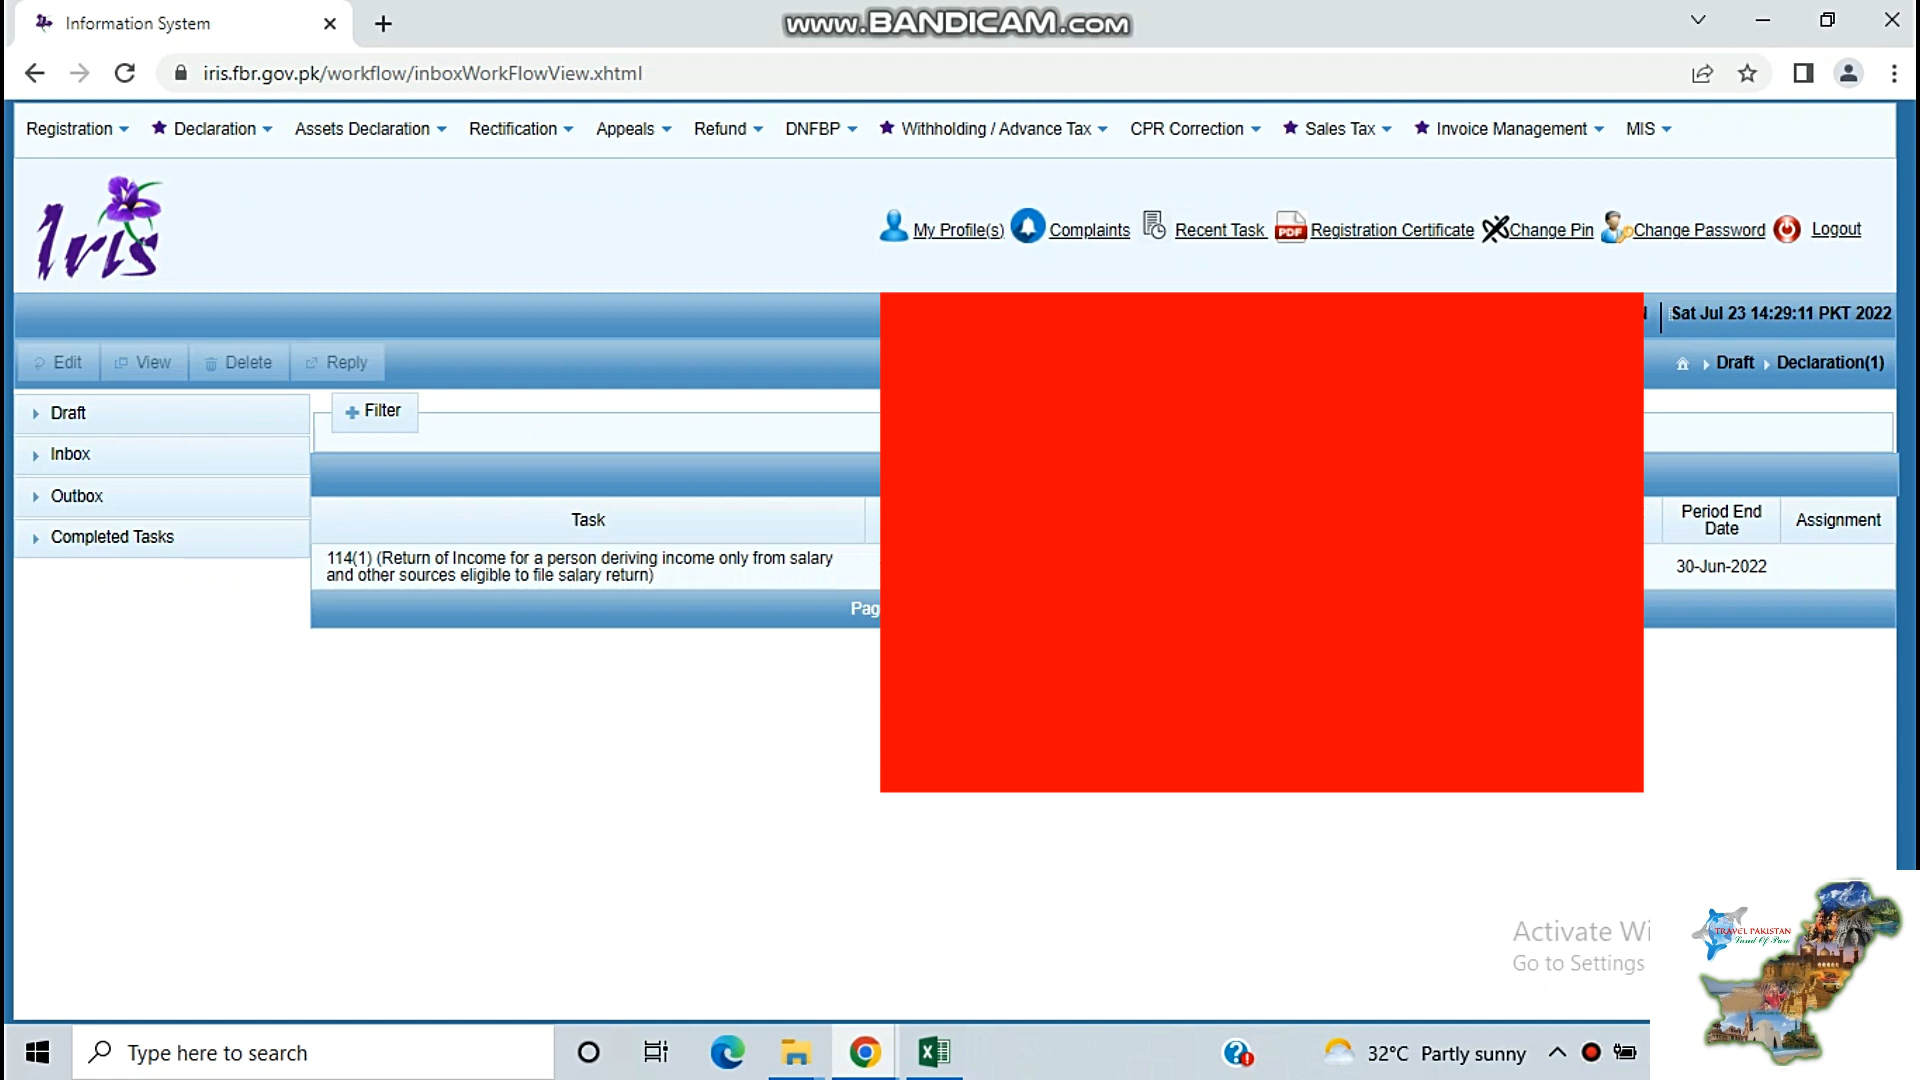 Information System
www.BANDICAM.com
iris.fbr.gov.pk/workflow/inboxWorkFlowView.xhtml
Registration Declaration Assets Declaration Rectification Appeals Refund DNFBP Withholding / Advance Tax CPR Correction Sales Tax Invoice Management MIS
Iris
My Profile(s) Complaints Recent Task PDF Registration Certificate Change Pin Change Password Logout
Sat Jul 23 14:29:11 PKT 2022
Edit View Delete Reply
Draft Declaration(1)
Draft
Filter
Inbox
Outbox
Completed Tasks
Task
Period End
Date
Assignment
114(1) (Return of Income for a person deriving income only from salary
and other sources eligible to file salary return)
30-Jun-2022
Pag
Activate Wi
Go to Settings
TRAVEL PAKISTAN
Land Of Pure
Type here to search
32°C Partly sunny